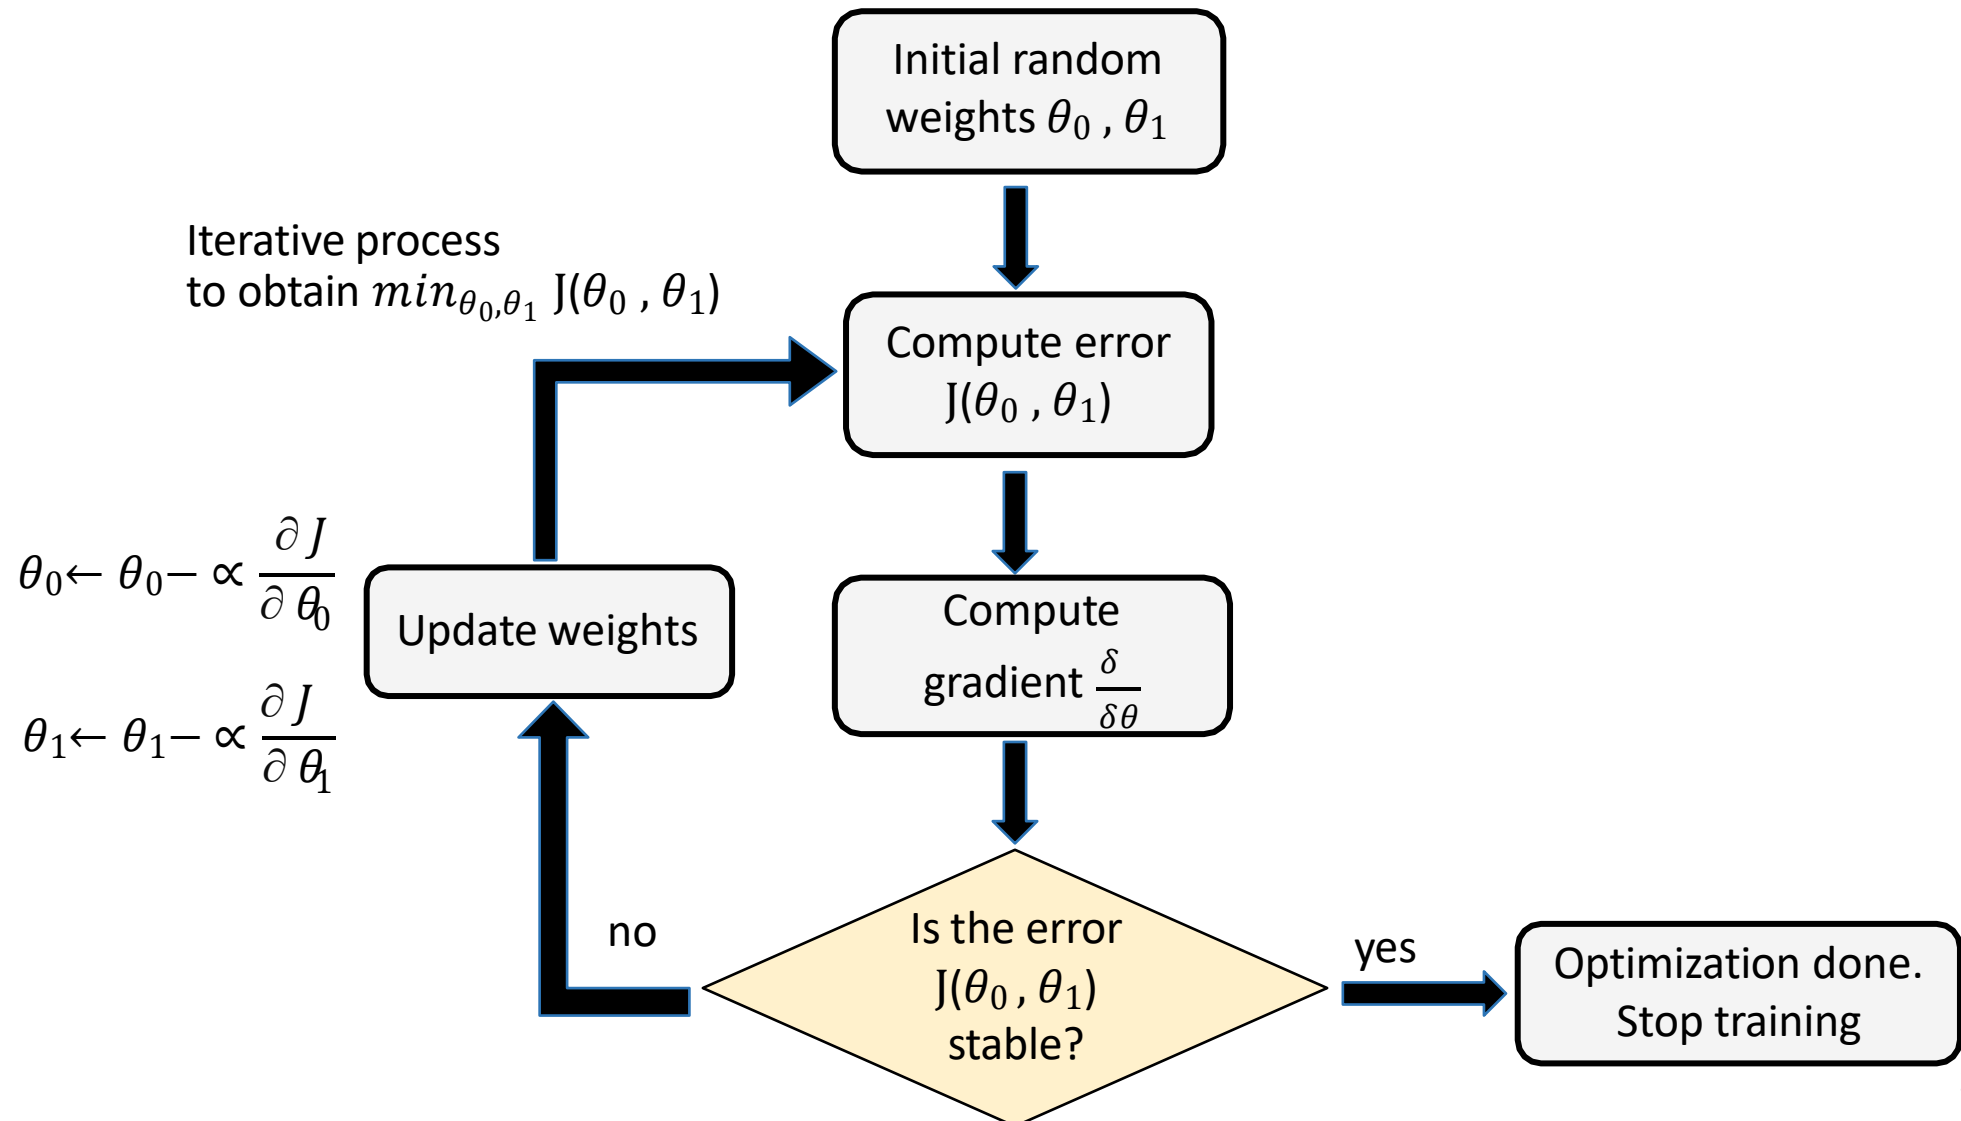 Initial random
weights θ₀ , θ₁
Iterative process
to obtain min_{θ₀,θ₁} J(θ₀ , θ₁)
Compute error
J(θ₀ , θ₁)
θ₀← θ₀− ∝ ∂ J / ∂ θ₀
Update weights
θ₁← θ₁− ∝ ∂ J / ∂ θ₁
Compute
gradient δ / δθ
no
Is the error
J(θ₀ , θ₁)
stable?
yes
Optimization done.
Stop training